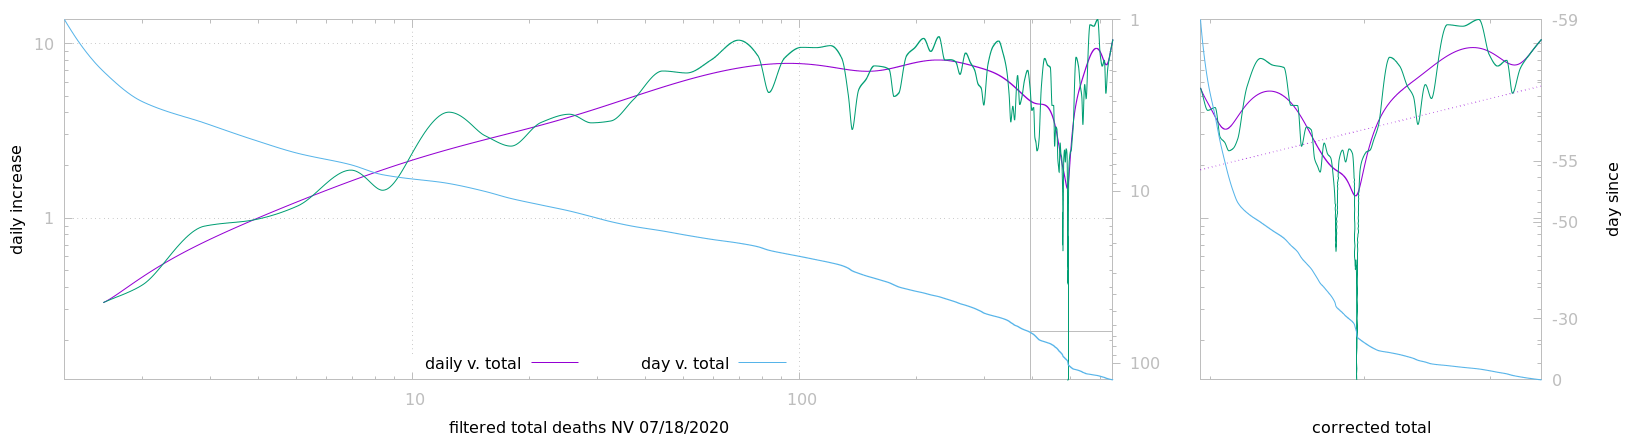 10
1
daily increase
daily v. total
day v. total
10
100
filtered total deaths NV 07/18/2020
1
10
100
-59
-55
-50
-30
0
day since
corrected total